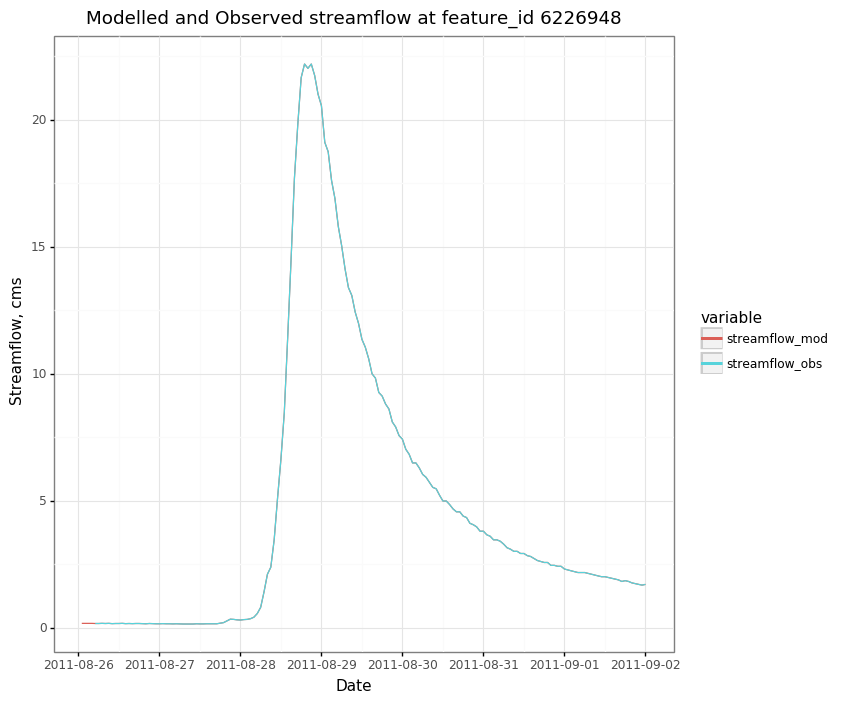 Modelled and Observed streamflow at feature_id 6226948
Streamflow, cms
20
15
10
5
0
2011-08-26 2011-08-27 2011-08-28 2011-08-29 2011-08-30 2011-08-31 2011-09-01 2011-09-02
Date
variable
streamflow_mod
streamflow_obs